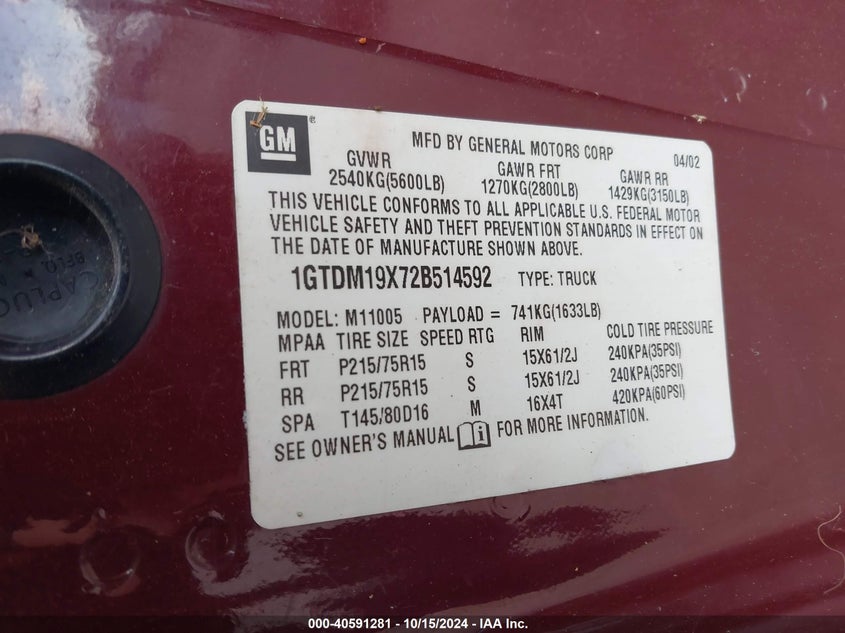 GM
®
MFD BY GENERAL MOTORS CORP 04/02
GVWR GAWR FRT GAWR RR
2540KG(5600LB) 1270KG(2800LB) 1429KG(3150LB)
THIS VEHICLE CONFORMS TO ALL APPLICABLE U.S. FEDERAL MOTOR
VEHICLE SAFETY AND THEFT PREVENTION STANDARDS IN EFFECT ON
THE DATE OF MANUFACTURE SHOWN ABOVE.
1GTDM19X72B514592 TYPE: TRUCK
MODEL: M11005 PAYLOAD = 741KG(1633LB)
MPAA TIRE SIZE SPEED RTG RIM COLD TIRE PRESSURE
FRT P215/75R15 S 15X61/2J 240KPA(35PSI)
RR P215/75R15 S 15X61/2J 240KPA(35PSI)
SPA T145/80D16 M 16X4T 420KPA(60PSI)
SEE OWNER'S MANUAL FOR MORE INFORMATION.
CAPLUG
000-40591281 - 10/15/2024 - IAA Inc.